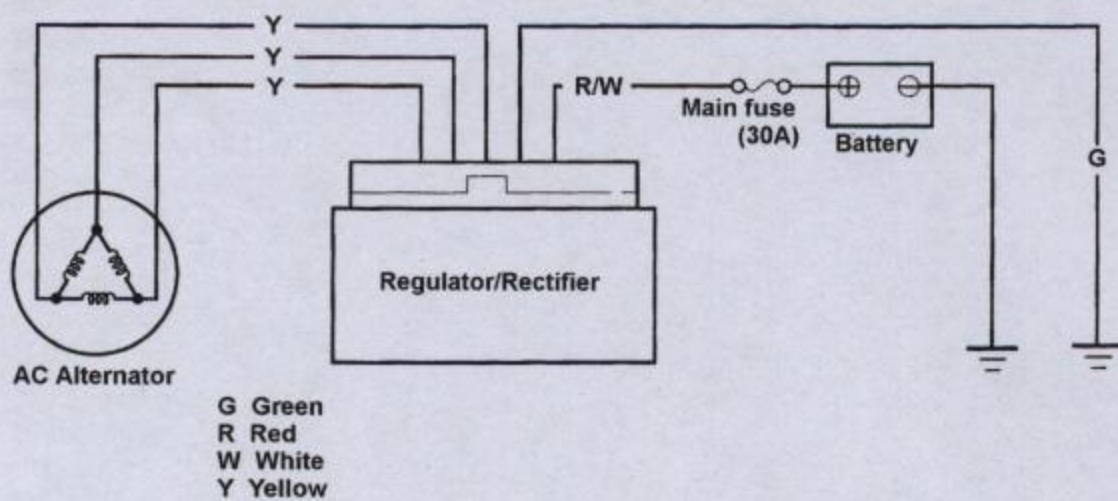 Y
Y
Y
R/W
Main fuse
(30A)
Battery
G
Regulator/Rectifier
AC Alternator
G Green
R Red
W White
Y Yellow